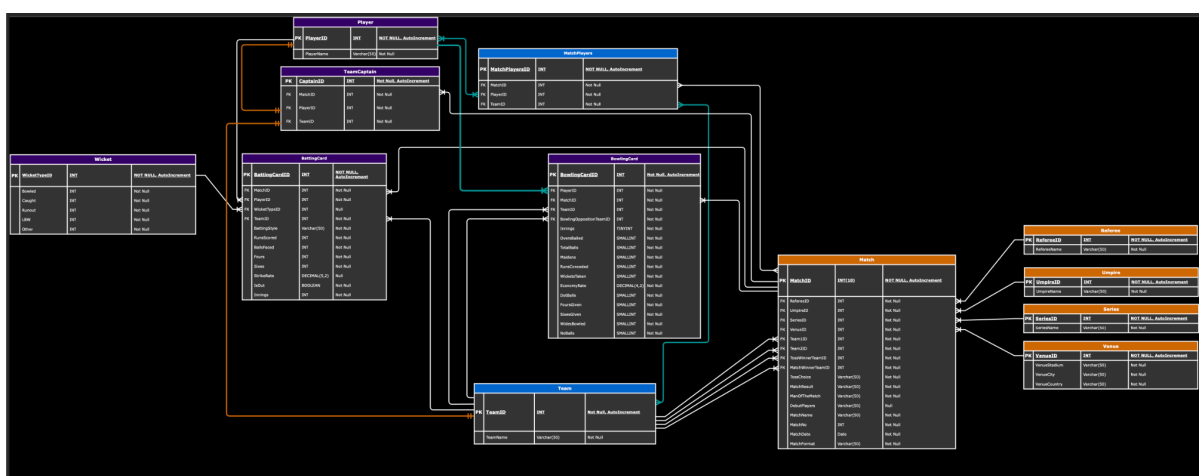 Player
PK PlayerID INT NOT NULL, AutoIncrement
PlayerName Varchar(50) Not Null
MatchPlayers
PK MatchPlayersID INT NOT NULL, AutoIncrement
FK MatchID INT Not Null
FK PlayerID INT Not Null
FK TeamID INT Not Null
TeamCaptain
PK CaptainID INT Not Null, AutoIncrement
FK MatchID INT Not Null
FK PlayerID INT Not Null
FK TeamID INT Not Null
Wicket
PK WicketTypeID INT NOT NULL, AutoIncrement
Bowled INT Not Null
Caught INT Not Null
Runout INT Not Null
LBW INT Not Null
Other INT Not Null
BattingCard
PK BattingCardID INT NOT NULL, AutoIncrement
FK MatchID INT Not Null
FK PlayerID INT Not Null
FK WicketTypeID INT Null
FK TeamID INT Not Null
BattingStyle Varchar(50) Not Null
RunsScored INT Not Null
BallsFaced INT Not Null
Fours INT Not Null
Sixes INT Not Null
StrikeRate DECIMAL(5,2) Null
IsOut BOOLEAN Not Null
Innings INT Not Null
BowlingCard
PK BowlingCardID INT NOT NULL, AutoIncrement
FK PlayerID INT Not Null
FK MatchID INT Not Null
FK TeamID INT Not Null
FK BowlingOppositionTeamID INT Not Null
Innings TINYINT Not Null
OversBalled SMALLINT Not Null
TotalBalls SMALLINT Not Null
Maidens SMALLINT Not Null
RunsConceded SMALLINT Not Null
WicketsTaken SMALLINT Not Null
EconomyRate DECIMAL(4,2) Not Null
DotBalls SMALLINT Not Null
FoursGiven SMALLINT Not Null
SixesGiven SMALLINT Not Null
WidesBowled SMALLINT Not Null
NoBalls SMALLINT Not Null
Match
PK MatchID INT(10) NOT NULL, AutoIncrement
FK RefereeID INT Not Null
FK UmpireID INT Not Null
FK SeriesID INT Not Null
FK VenueID INT Not Null
FK Team1ID INT Not Null
FK Team2ID INT Not Null
FK TossWinnerTeamID INT Not Null
FK MatchWinnerTeamID INT Not Null
TossChoice Varchar(50) Not Null
MatchResult Varchar(50) Not Null
ManOfTheMatch Varchar(50) Not Null
DebutPlayers Varchar(50) Null
MatchName Varchar(50) Not Null
MatchNo INT Not Null
MatchDate Date Not Null
MatchFormat Varchar(50) Not Null
Referee
PK RefereeID INT NOT NULL, AutoIncrement
RefereeName Varchar(50) Not Null
Umpire
PK UmpireID INT NOT NULL, AutoIncrement
UmpireName Varchar(50) Not Null
Series
PK SeriesID INT NOT NULL, AutoIncrement
SeriesName Varchar(50) Not Null
Venue
PK VenueID INT NOT NULL, AutoIncrement
VenueStadium Varchar(50) Not Null
VenueCity Varchar(50) Not Null
VenueCountry Varchar(50) Not Null
Team
PK TeamID INT Not Null, AutoIncrement
TeamName Varchar(50) Not Null